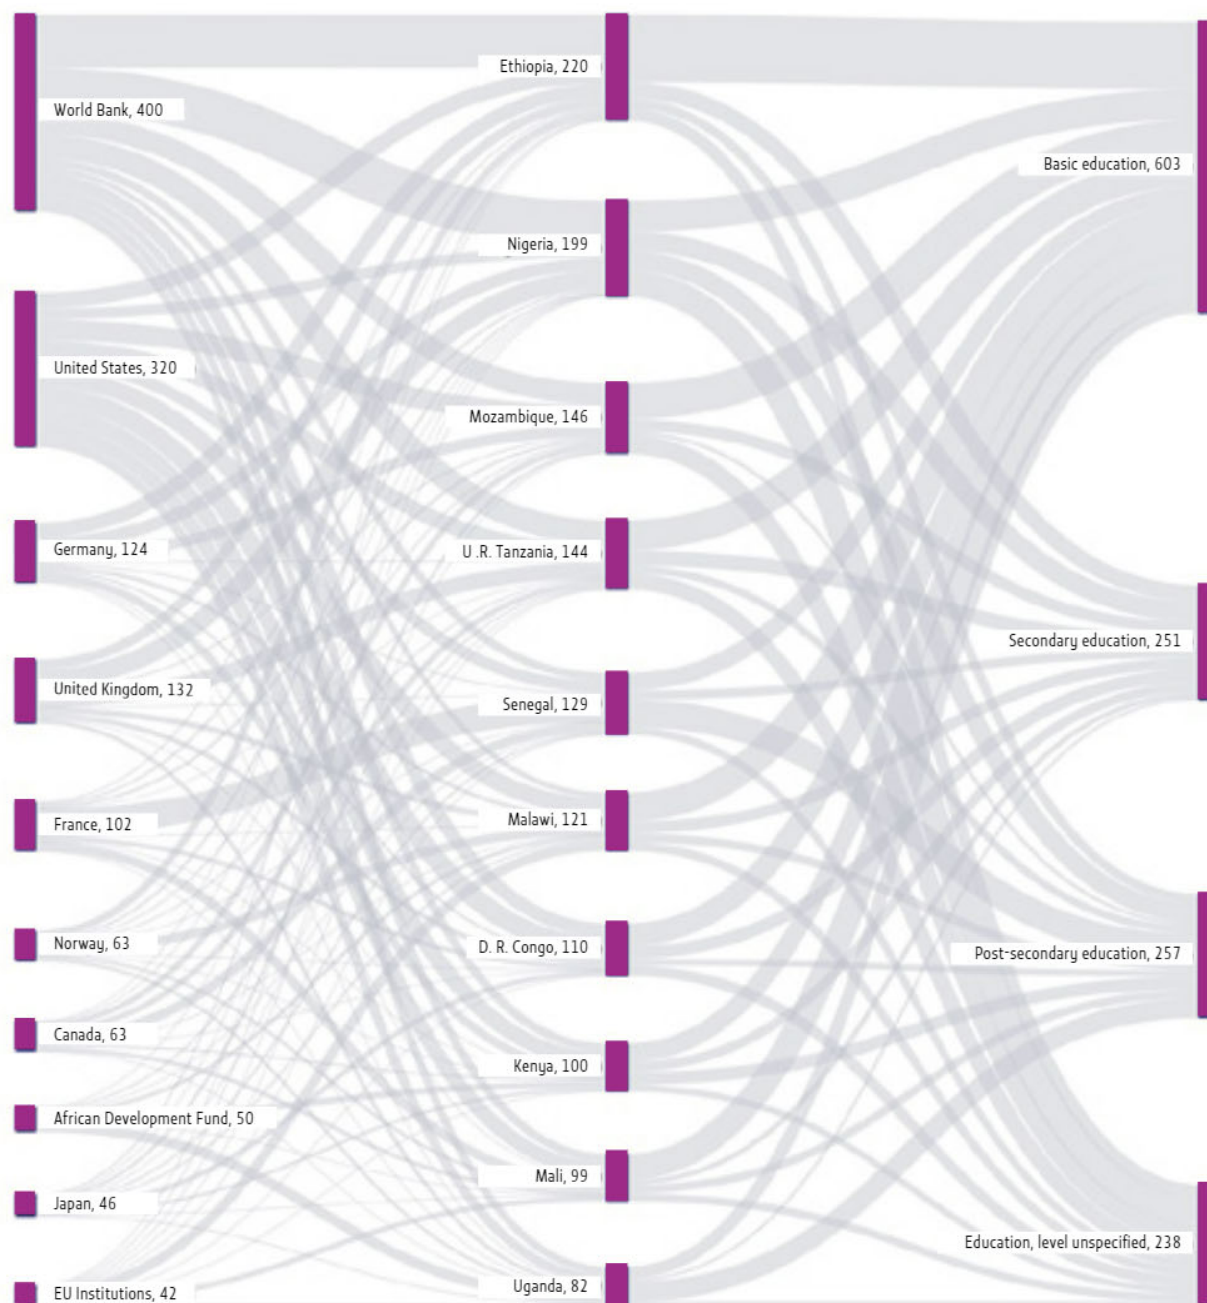 World Bank, 400
United States, 320
Germany, 124
United Kingdom, 132
France, 102
Norway, 63
Canada, 63
African Development Fund, 50
Japan, 46
EU Institutions, 42
Ethiopia, 220
Nigeria, 199
Mozambique, 146
U .R. Tanzania, 144
Senegal, 129
Malawi, 121
D. R. Congo, 110
Kenya, 100
Mali, 99
Uganda, 82
Basic education, 603
Secondary education, 251
Post-secondary education, 257
Education, level unspecified, 238